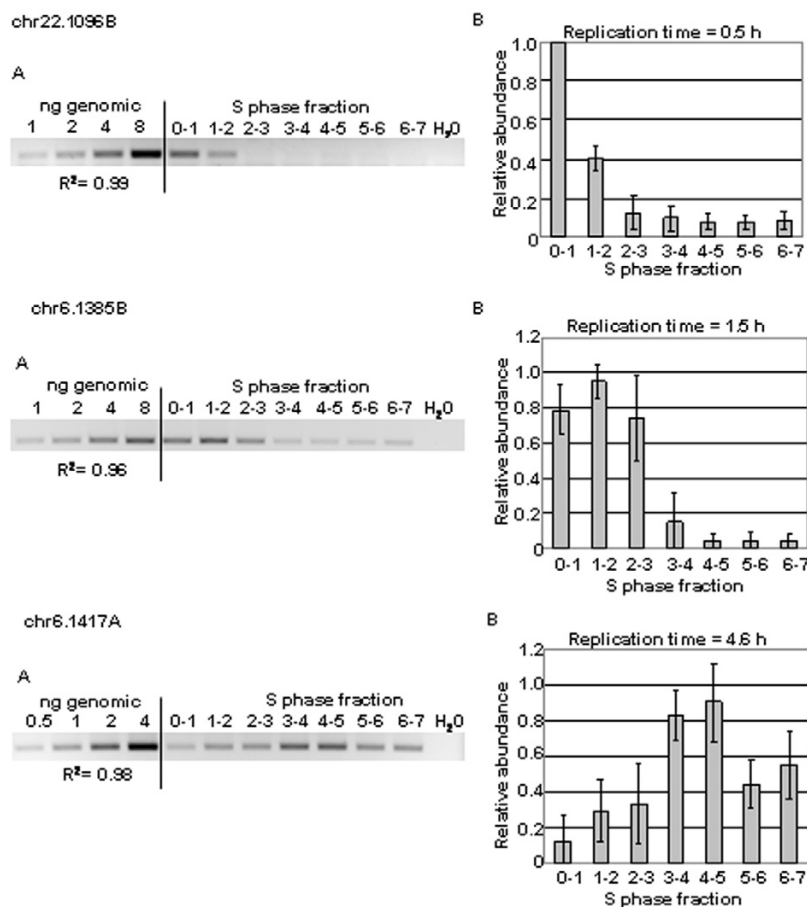 chr22.1096B
A
ng genomic
S phase fraction
1 2 4 8 0-1 1-2 2-3 3-4 4-5 5-6 6-7 H2O
R²= 0.99
B
Replication time = 0.5 h
Relative abundance
1.0
0.8
0.6
0.4
0.2
0
0-1 1-2 2-3 3-4 4-5 5-6 6-7
S phase fraction
chr6.1385B
A
ng genomic
S phase fraction
1 2 4 8 0-1 1-2 2-3 3-4 4-5 5-6 6-7 H2O
R²= 0.96
B
Replication time = 1.5 h
Relative abundance
1.2
1.0
0.8
0.6
0.4
0.2
0
0-1 1-2 2-3 3-4 4-5 5-6 6-7
S phase fraction
chr6.1417A
A
ng genomic
S phase fraction
0.5 1 2 4 0-1 1-2 2-3 3-4 4-5 5-6 6-7 H2O
R²= 0.98
B
Replication time = 4.6 h
Relative abundance
1.2
1.0
0.8
0.6
0.4
0.2
0
0-1 1-2 2-3 3-4 4-5 5-6 6-7
S phase fraction